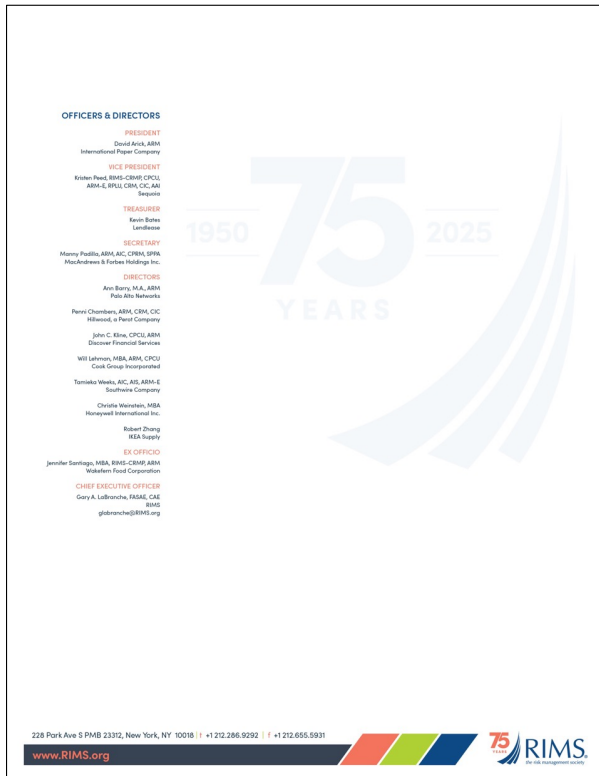 OFFICERS & DIRECTORS
PRESIDENT
David Arick, ARM
International Paper Company
VICE PRESIDENT
Kristen Peed, RIMS-CRMP, CPCU,
ARM-E, RPLU, CRM, CIC, AAI
Sequoia
TREASURER
Kevin Bates
Lendlease
SECRETARY
Manny Padilla, ARM, AIC, CPRM, SPPA
MacAndrews & Forbes Holdings Inc.
DIRECTORS
Ann Barry, M.A., ARM
Palo Alto Networks
Penni Chambers, ARM, CRM, CIC
Hillwood, a Perot Company
John C. Kline, CPCU, ARM
Discover Financial Services
Will Lehman, MBA, ARM, CPCU
Cook Group Incorporated
Tamieka Weeks, AIC, AIS, ARM-E
Southwire Company
Christie Weinstein, MBA
Honeywell International Inc.
Robert Zhang
IKEA Supply
EX OFFICIO
Jennifer Santiago, MBA, RIMS-CRMP, ARM
Wakefern Food Corporation
CHIEF EXECUTIVE OFFICER
Gary A. LaBranche, FASAE, CAE
RIMS
glabranche@RIMS.org
1950 75 2025
YEARS
228 Park Ave S PMB 23312, New York, NY 10018 | t +1 212.286.9292 | f +1 212.655.5931
www.RIMS.org
75
YEARS
RIMS®
the risk management society